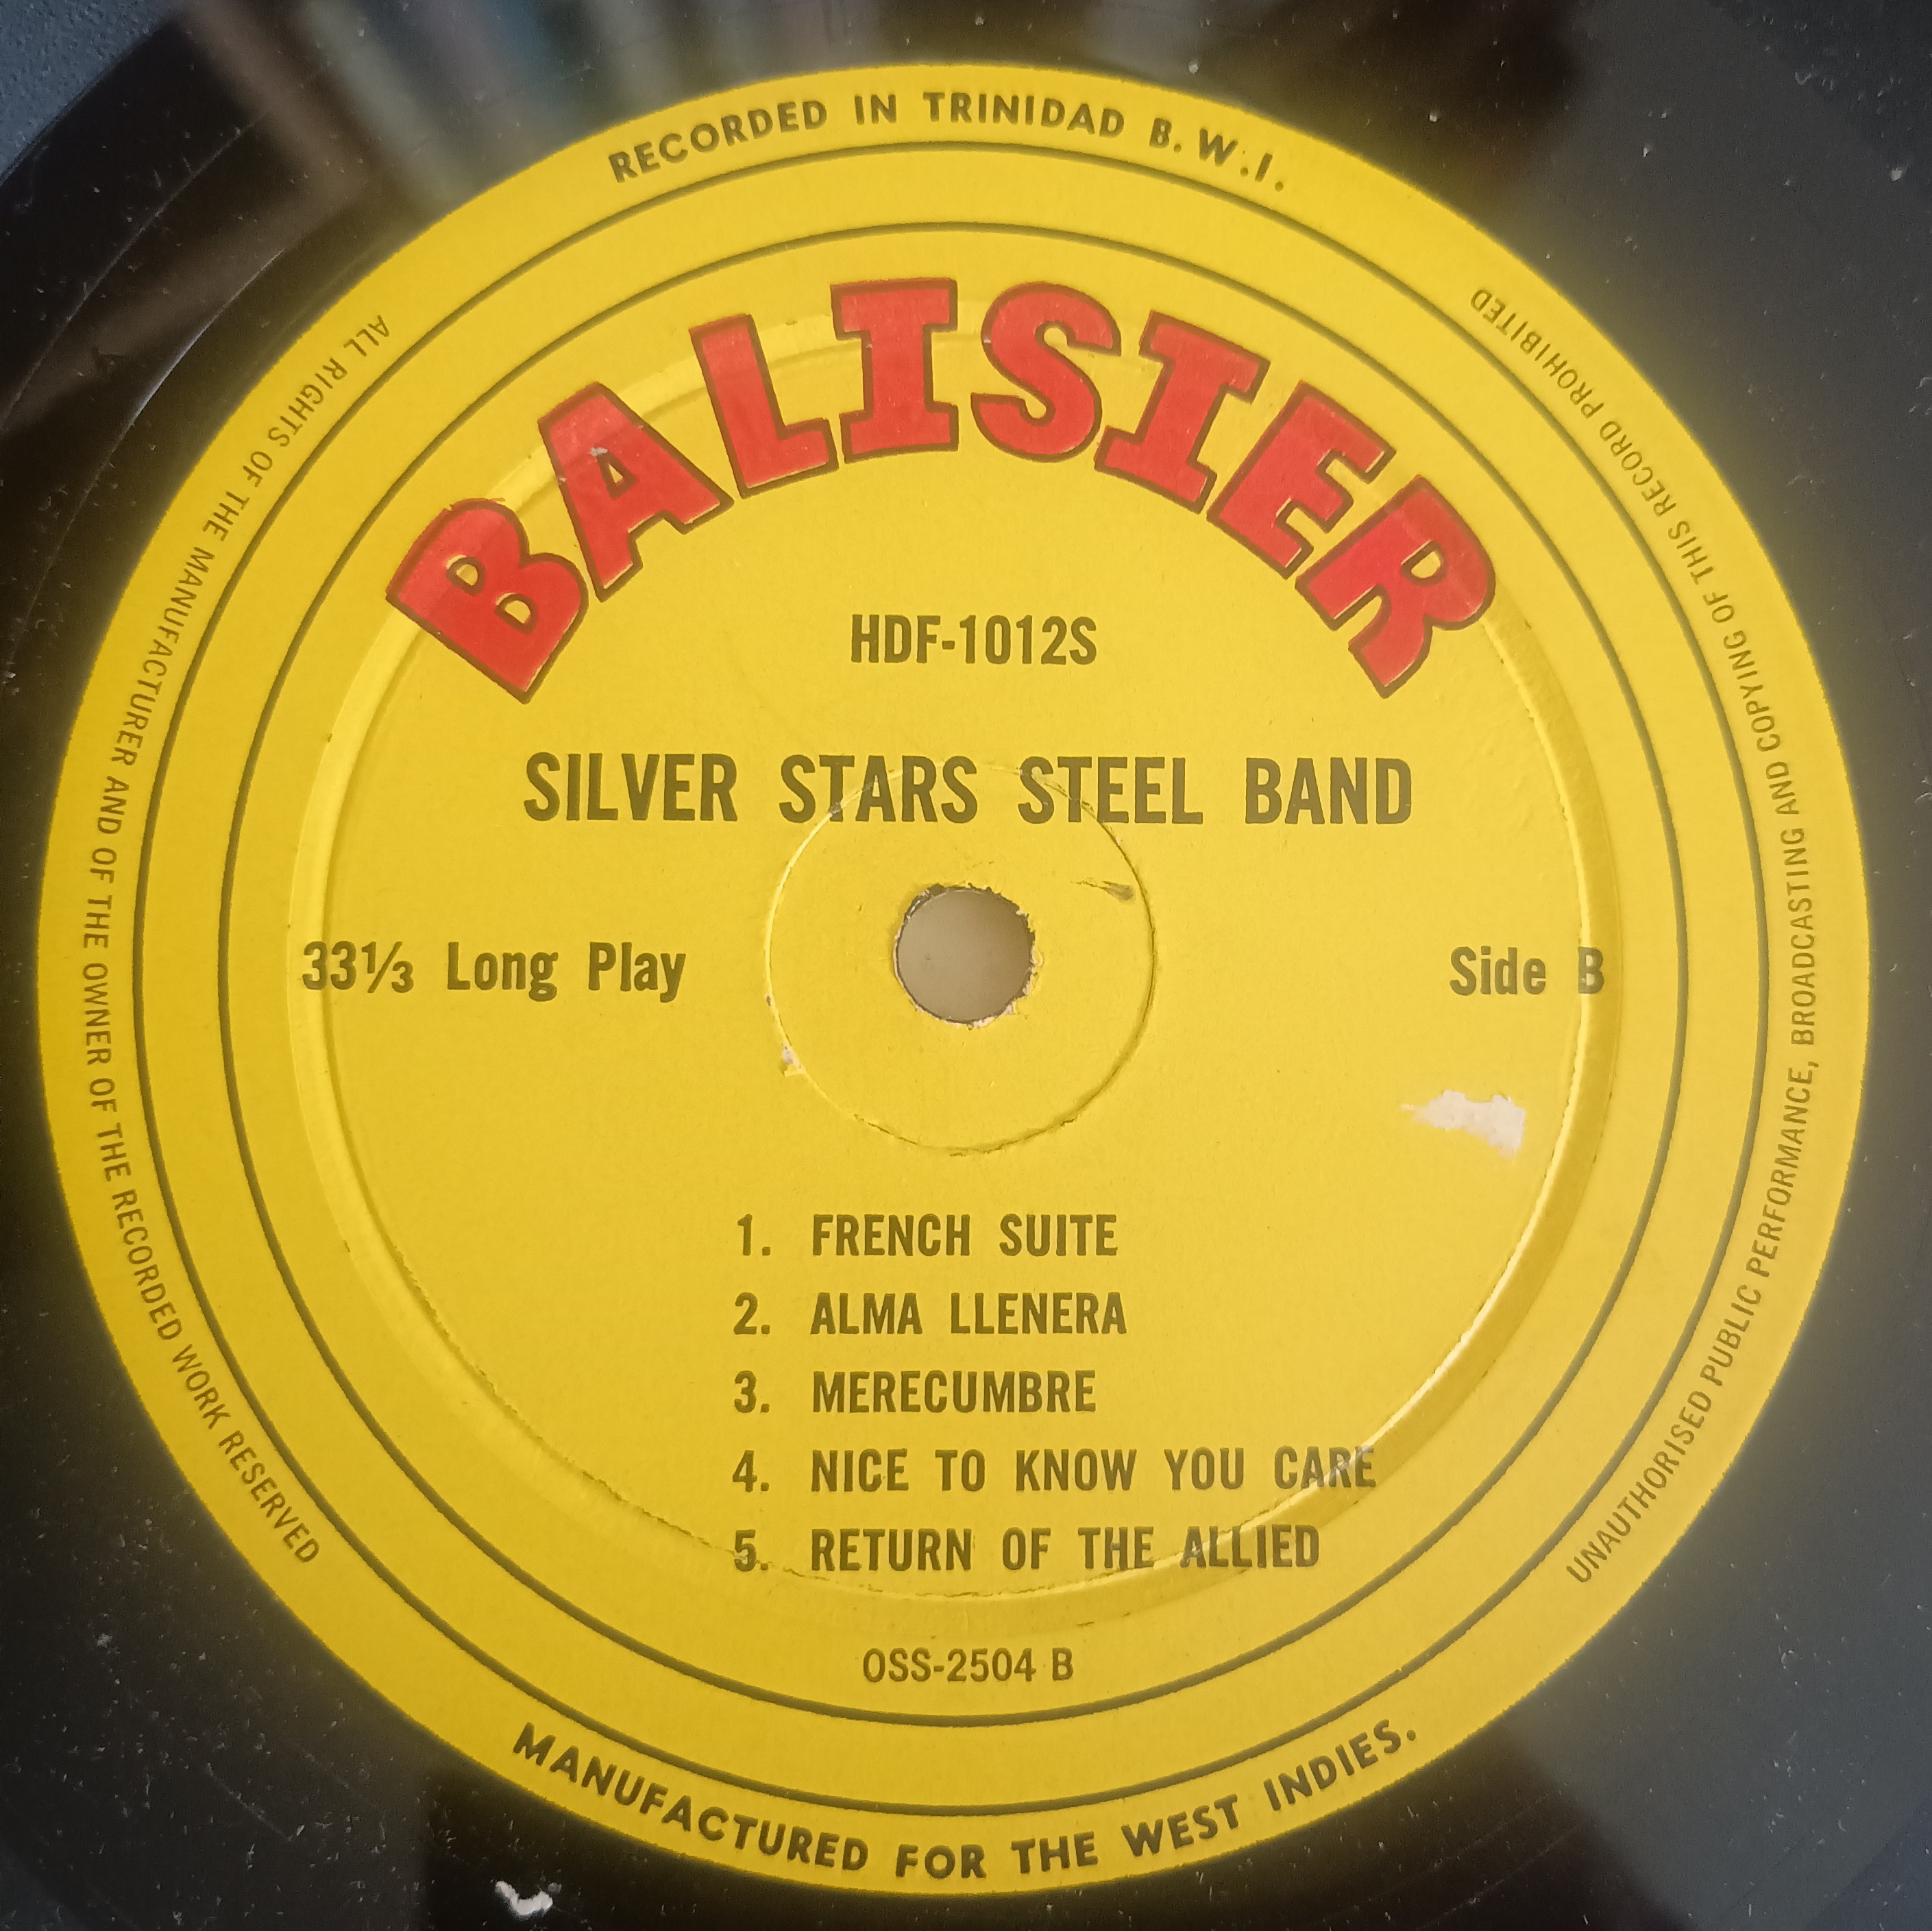 RECORDED IN TRINIDAD B.W.I.
BALISIER
HDF-1012S
SILVER STARS STEEL BAND
33⅓ Long Play
Side B
1. FRENCH SUITE
2. ALMA LLENERA
3. MERECUMBRE
4. NICE TO KNOW YOU CARE
5. RETURN OF THE ALLIED
OSS-2504 B
MANUFACTURED FOR THE WEST INDIES.
ALL RIGHTS OF THE MANUFACTURER AND OF THE OWNER OF THE RECORDED WORK RESERVED
UNAUTHORISED PUBLIC PERFORMANCE, BROADCASTING AND COPYING OF THIS RECORD PROHIBITED